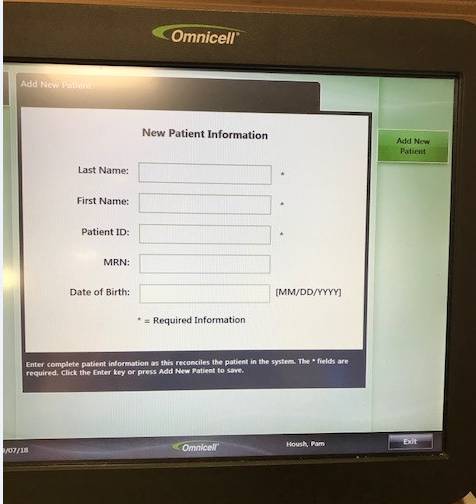 Omnicell®
Add New Patient
New Patient Information
Add New
Patient
Last Name: *
First Name: *
Patient ID: *
MRN:
Date of Birth: [MM/DD/YYYY]
* = Required Information
Enter complete patient information as this reconciles the patient in the system. The * fields are
required. Click the Enter key or press Add New Patient to save.
9/07/18 Omnicell® Housh, Pam Exit